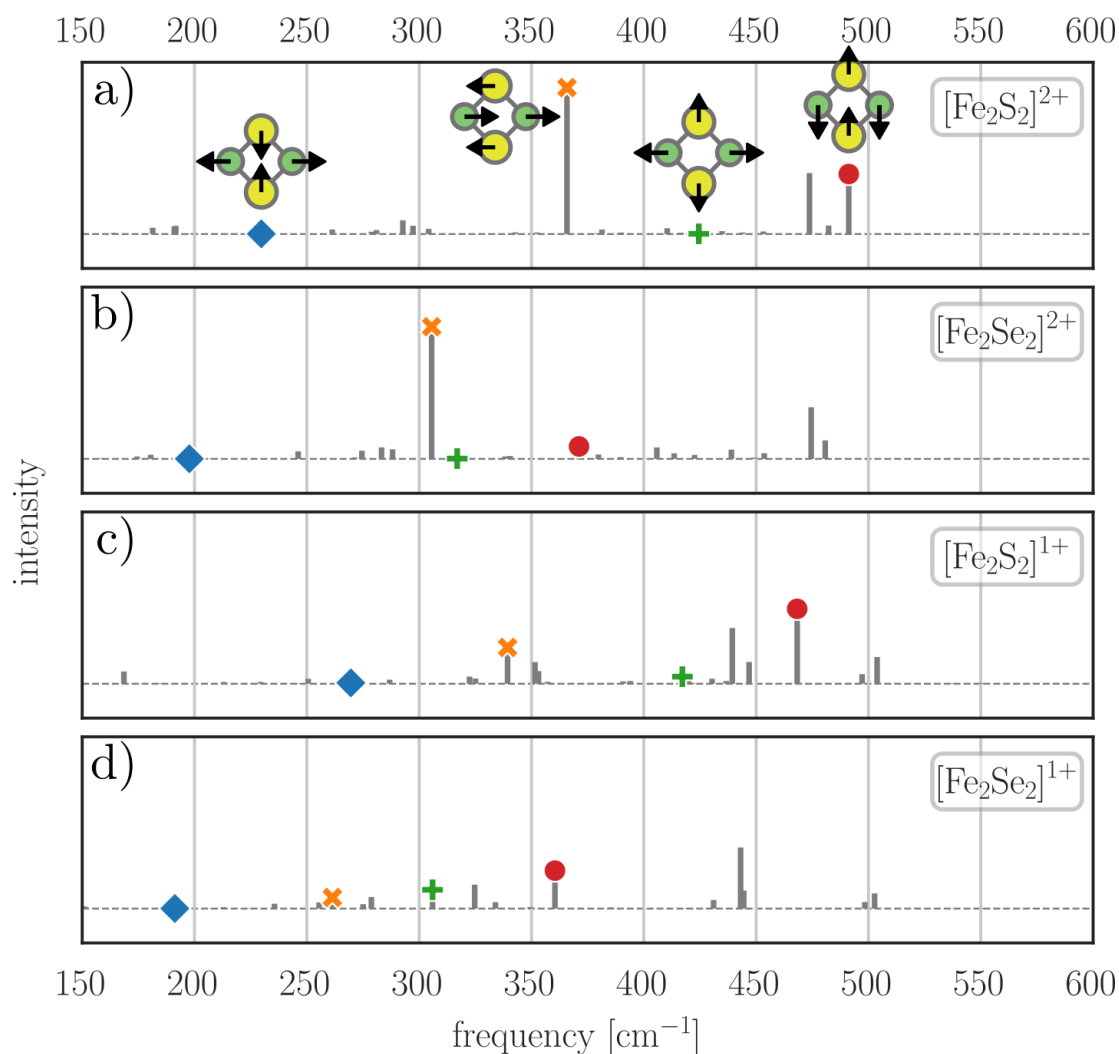 150 200 250 300 350 400 450 500 550 600
a) [Fe₂S₂]²⁺
b) [Fe₂Se₂]²⁺
intensity
c) [Fe₂S₂]¹⁺
d) [Fe₂Se₂]¹⁺
150 200 250 300 350 400 450 500 550 600
frequency [cm⁻¹]